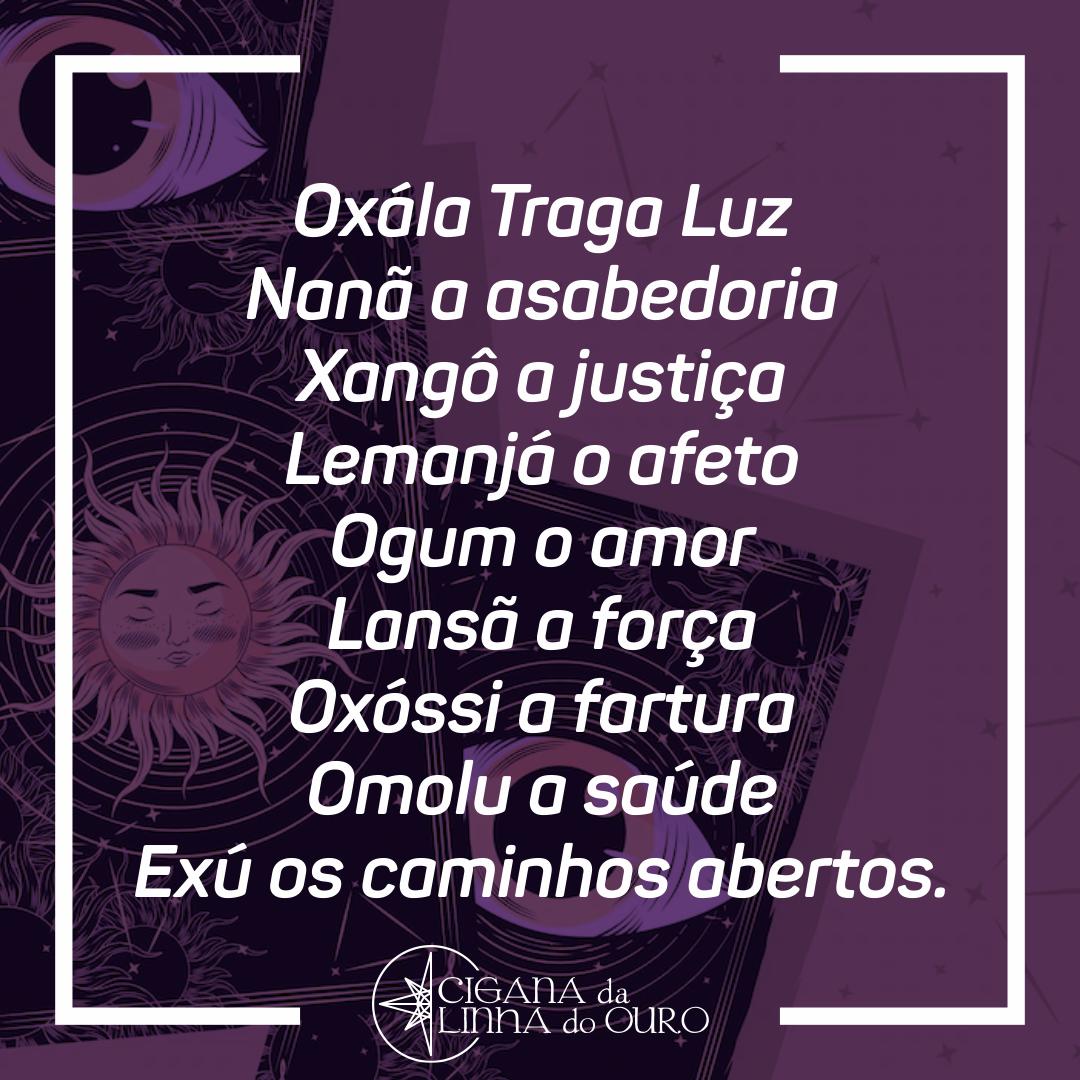 Oxála Traga Luz
Nanã a asabedoria
Xangô a justiça
Lemanjá o afeto
Ogum o amor
Lansã a força
Oxóssi a fartura
Omolu a saúde
Exú os caminhos abertos.
CIGANA da
LINHA do OURO